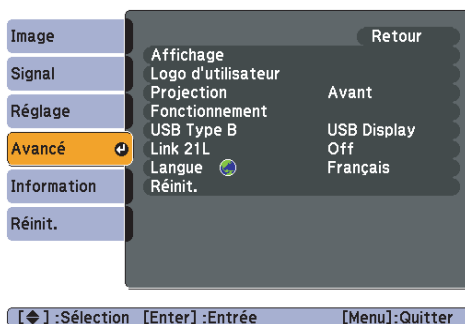 Image
Signal
Réglage
Avancé
Information
Réinit.
Retour
Affichage
Logo d'utilisateur
Projection Avant
Fonctionnement
USB Type B USB Display
Link 21L Off
Langue Français
Réinit.
[ ] :Sélection [Enter] :Entrée [Menu]:Quitter